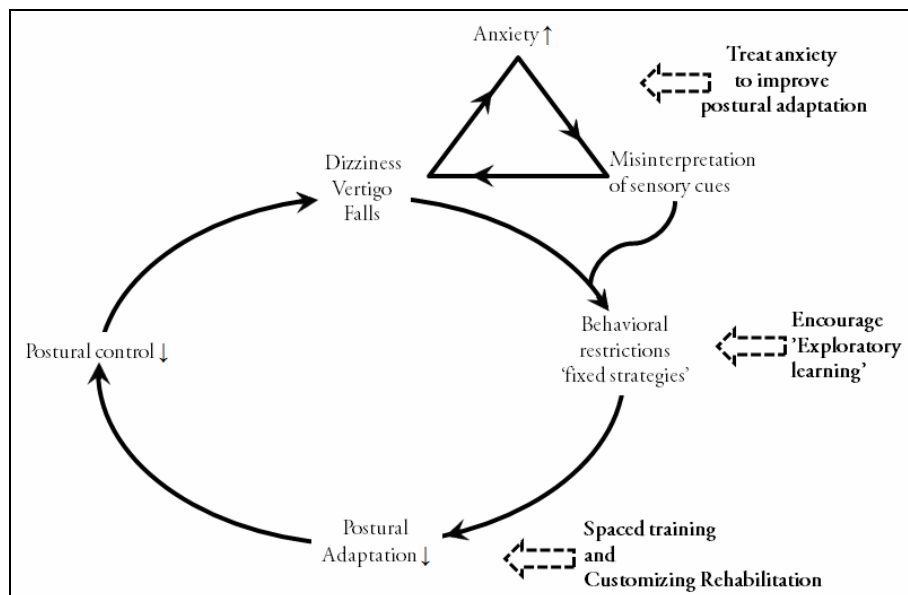 Anxiety ↑
Treat anxiety
to improve
postural adaptation
Dizziness
Vertigo
Falls
Misinterpretation
of sensory cues
Behavioral
restrictions
‘fixed strategies’
Encourage
’Exploratory
learning’
Postural control ↓
Postural
Adaptation ↓
Spaced training
and
Customizing Rehabilitation